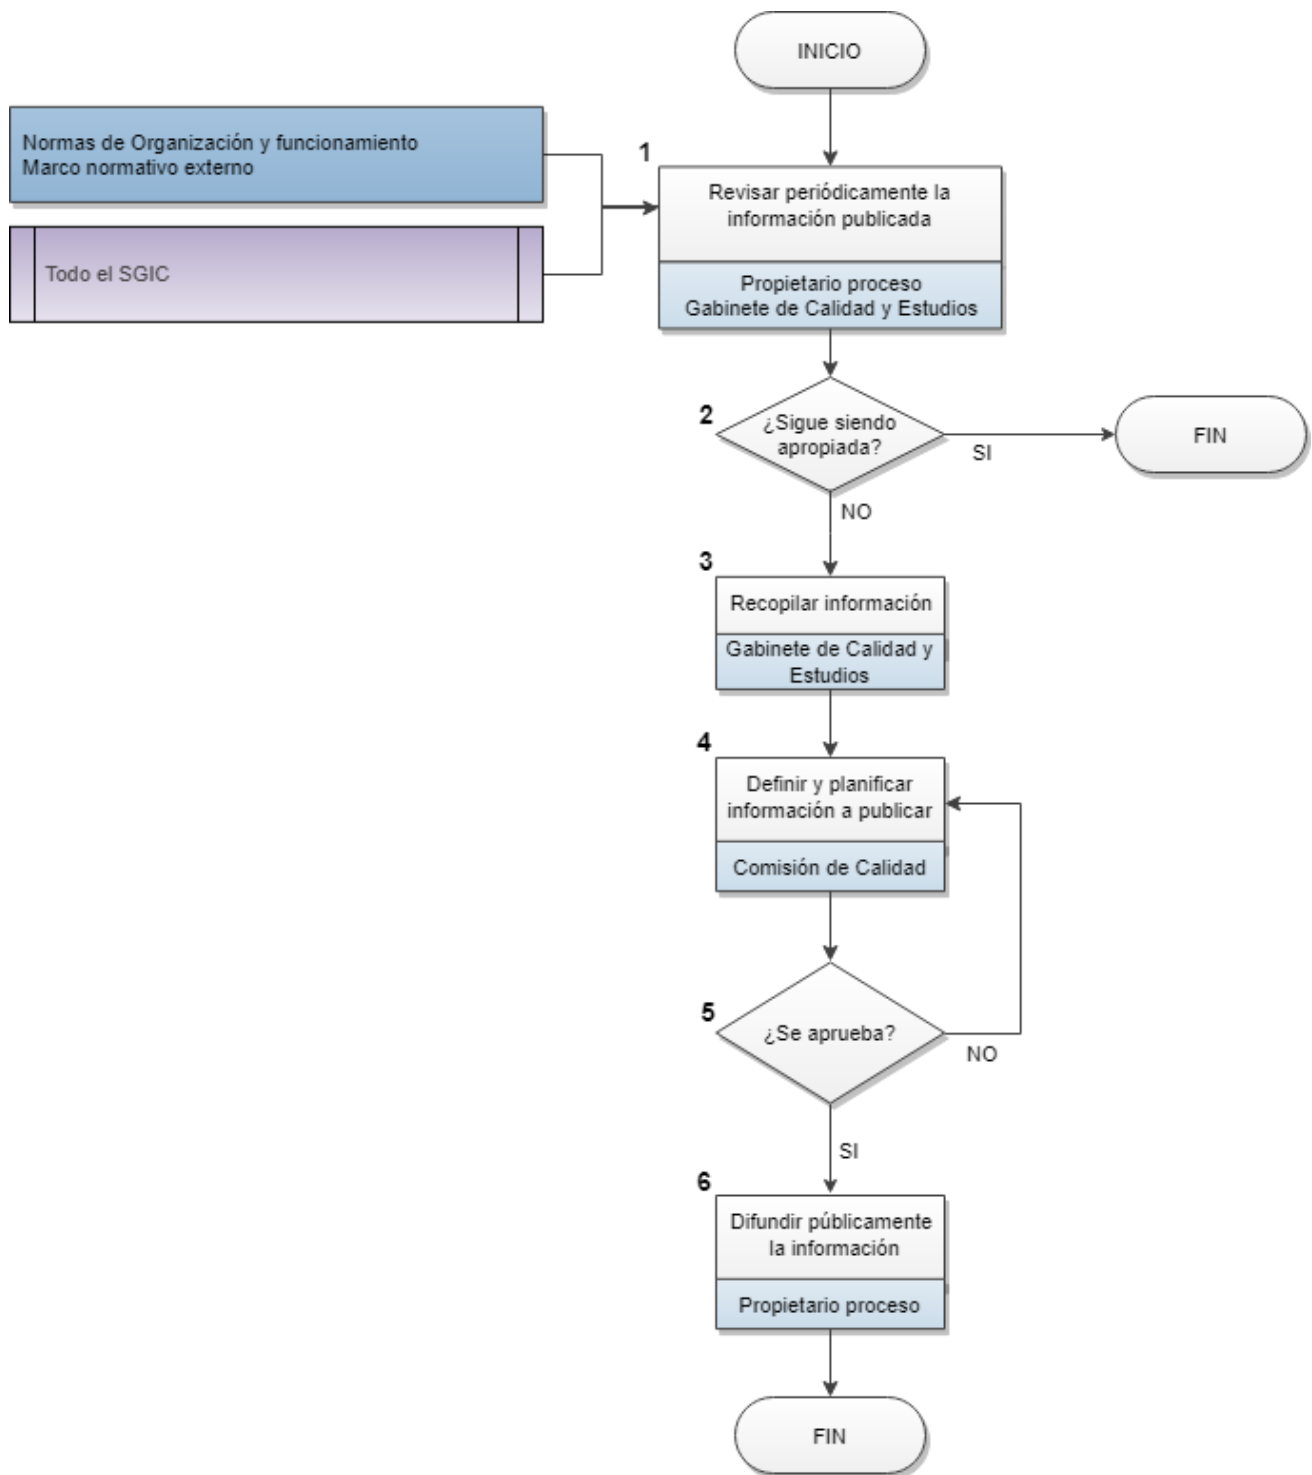 INICIO
Normas de Organización y funcionamiento
Marco normativo externo
Todo el SGIC
1
Revisar periódicamente la
información publicada
Propietario proceso
Gabinete de Calidad y Estudios
2
¿Sigue siendo
apropiada?
SI
FIN
NO
3
Recopilar información
Gabinete de Calidad y
Estudios
4
Definir y planificar
información a publicar
Comisión de Calidad
5
¿Se aprueba?
NO
SI
6
Difundir públicamente
la información
Propietario proceso
FIN